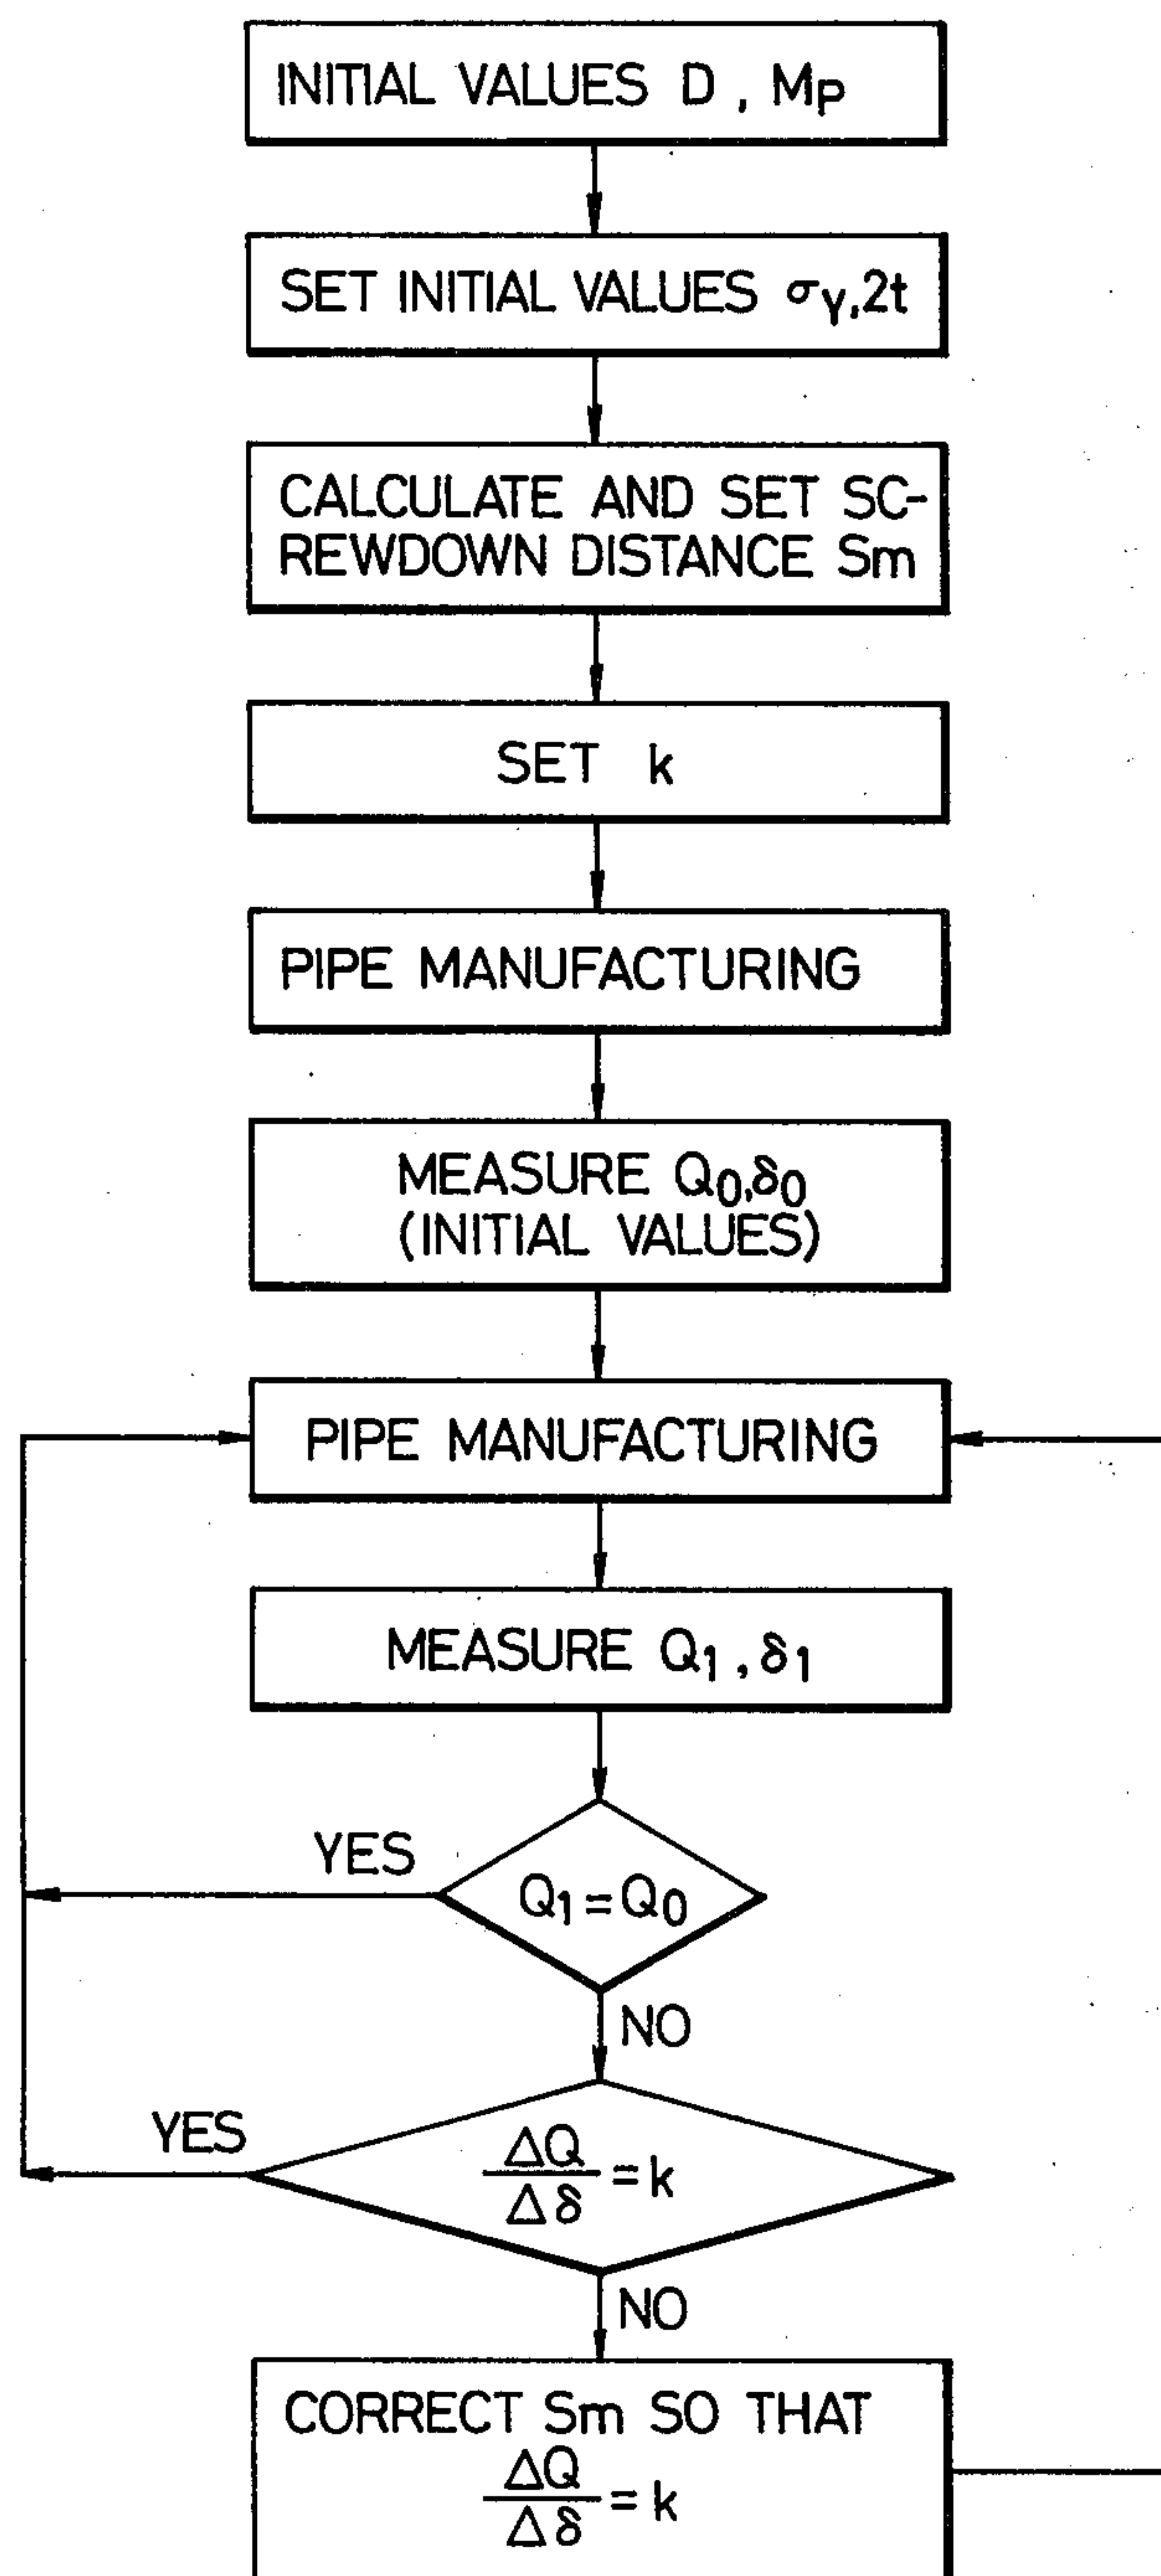 INITIAL VALUES D , Mp
SET INITIAL VALUES σγ,2t
CALCULATE AND SET SC-
REWDOWN DISTANCE Sm
SET k
PIPE MANUFACTURING
MEASURE Q0,δ0
(INITIAL VALUES)
PIPE MANUFACTURING
MEASURE Q1 , δ1
YES
Q1 = Q0
NO
YES
ΔQ
Δδ
= k
NO
CORRECT Sm SO THAT
ΔQ
Δδ
= k